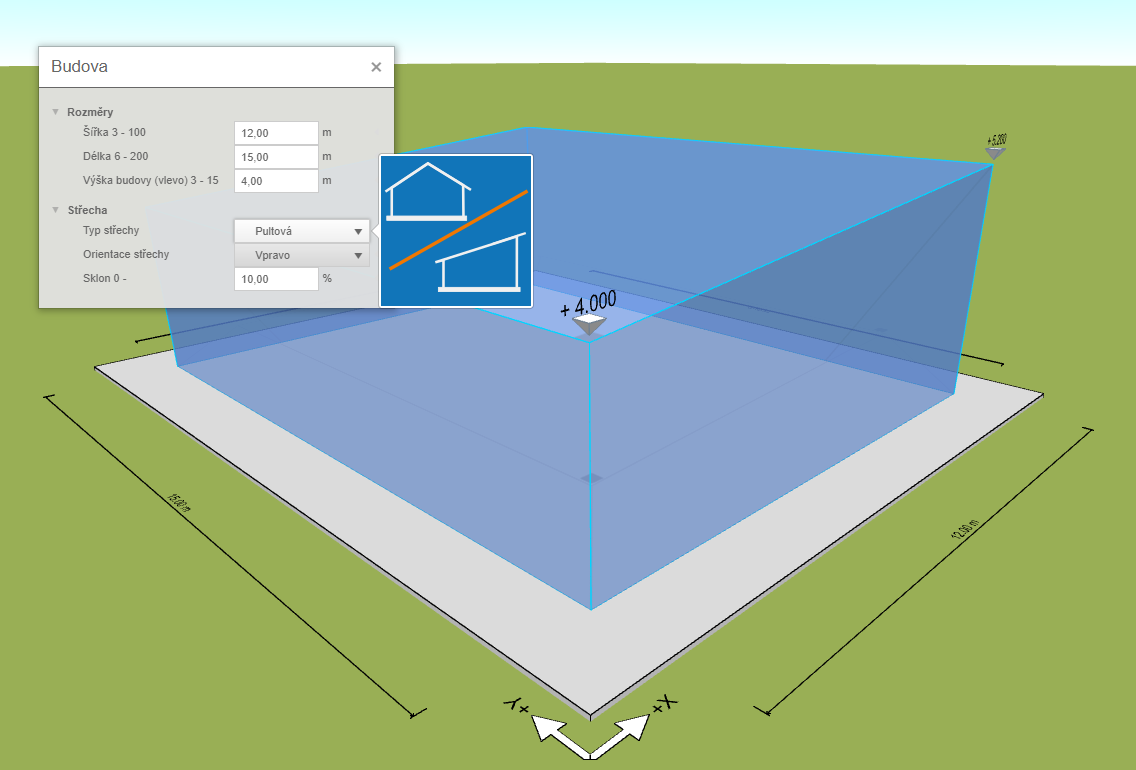 Budova
Rozměry
Šířka 3 - 100 12,00 m
Délka 6 - 200 15,00 m
Výška budovy (vlevo) 3 - 15 4,00 m
Střecha
Typ střechy Pultová
Orientace střechy Vpravo
Sklon 0 - 10,00 %
+ 5.200
+ 4.000
15.00 m
12.00 m
+Y
+X